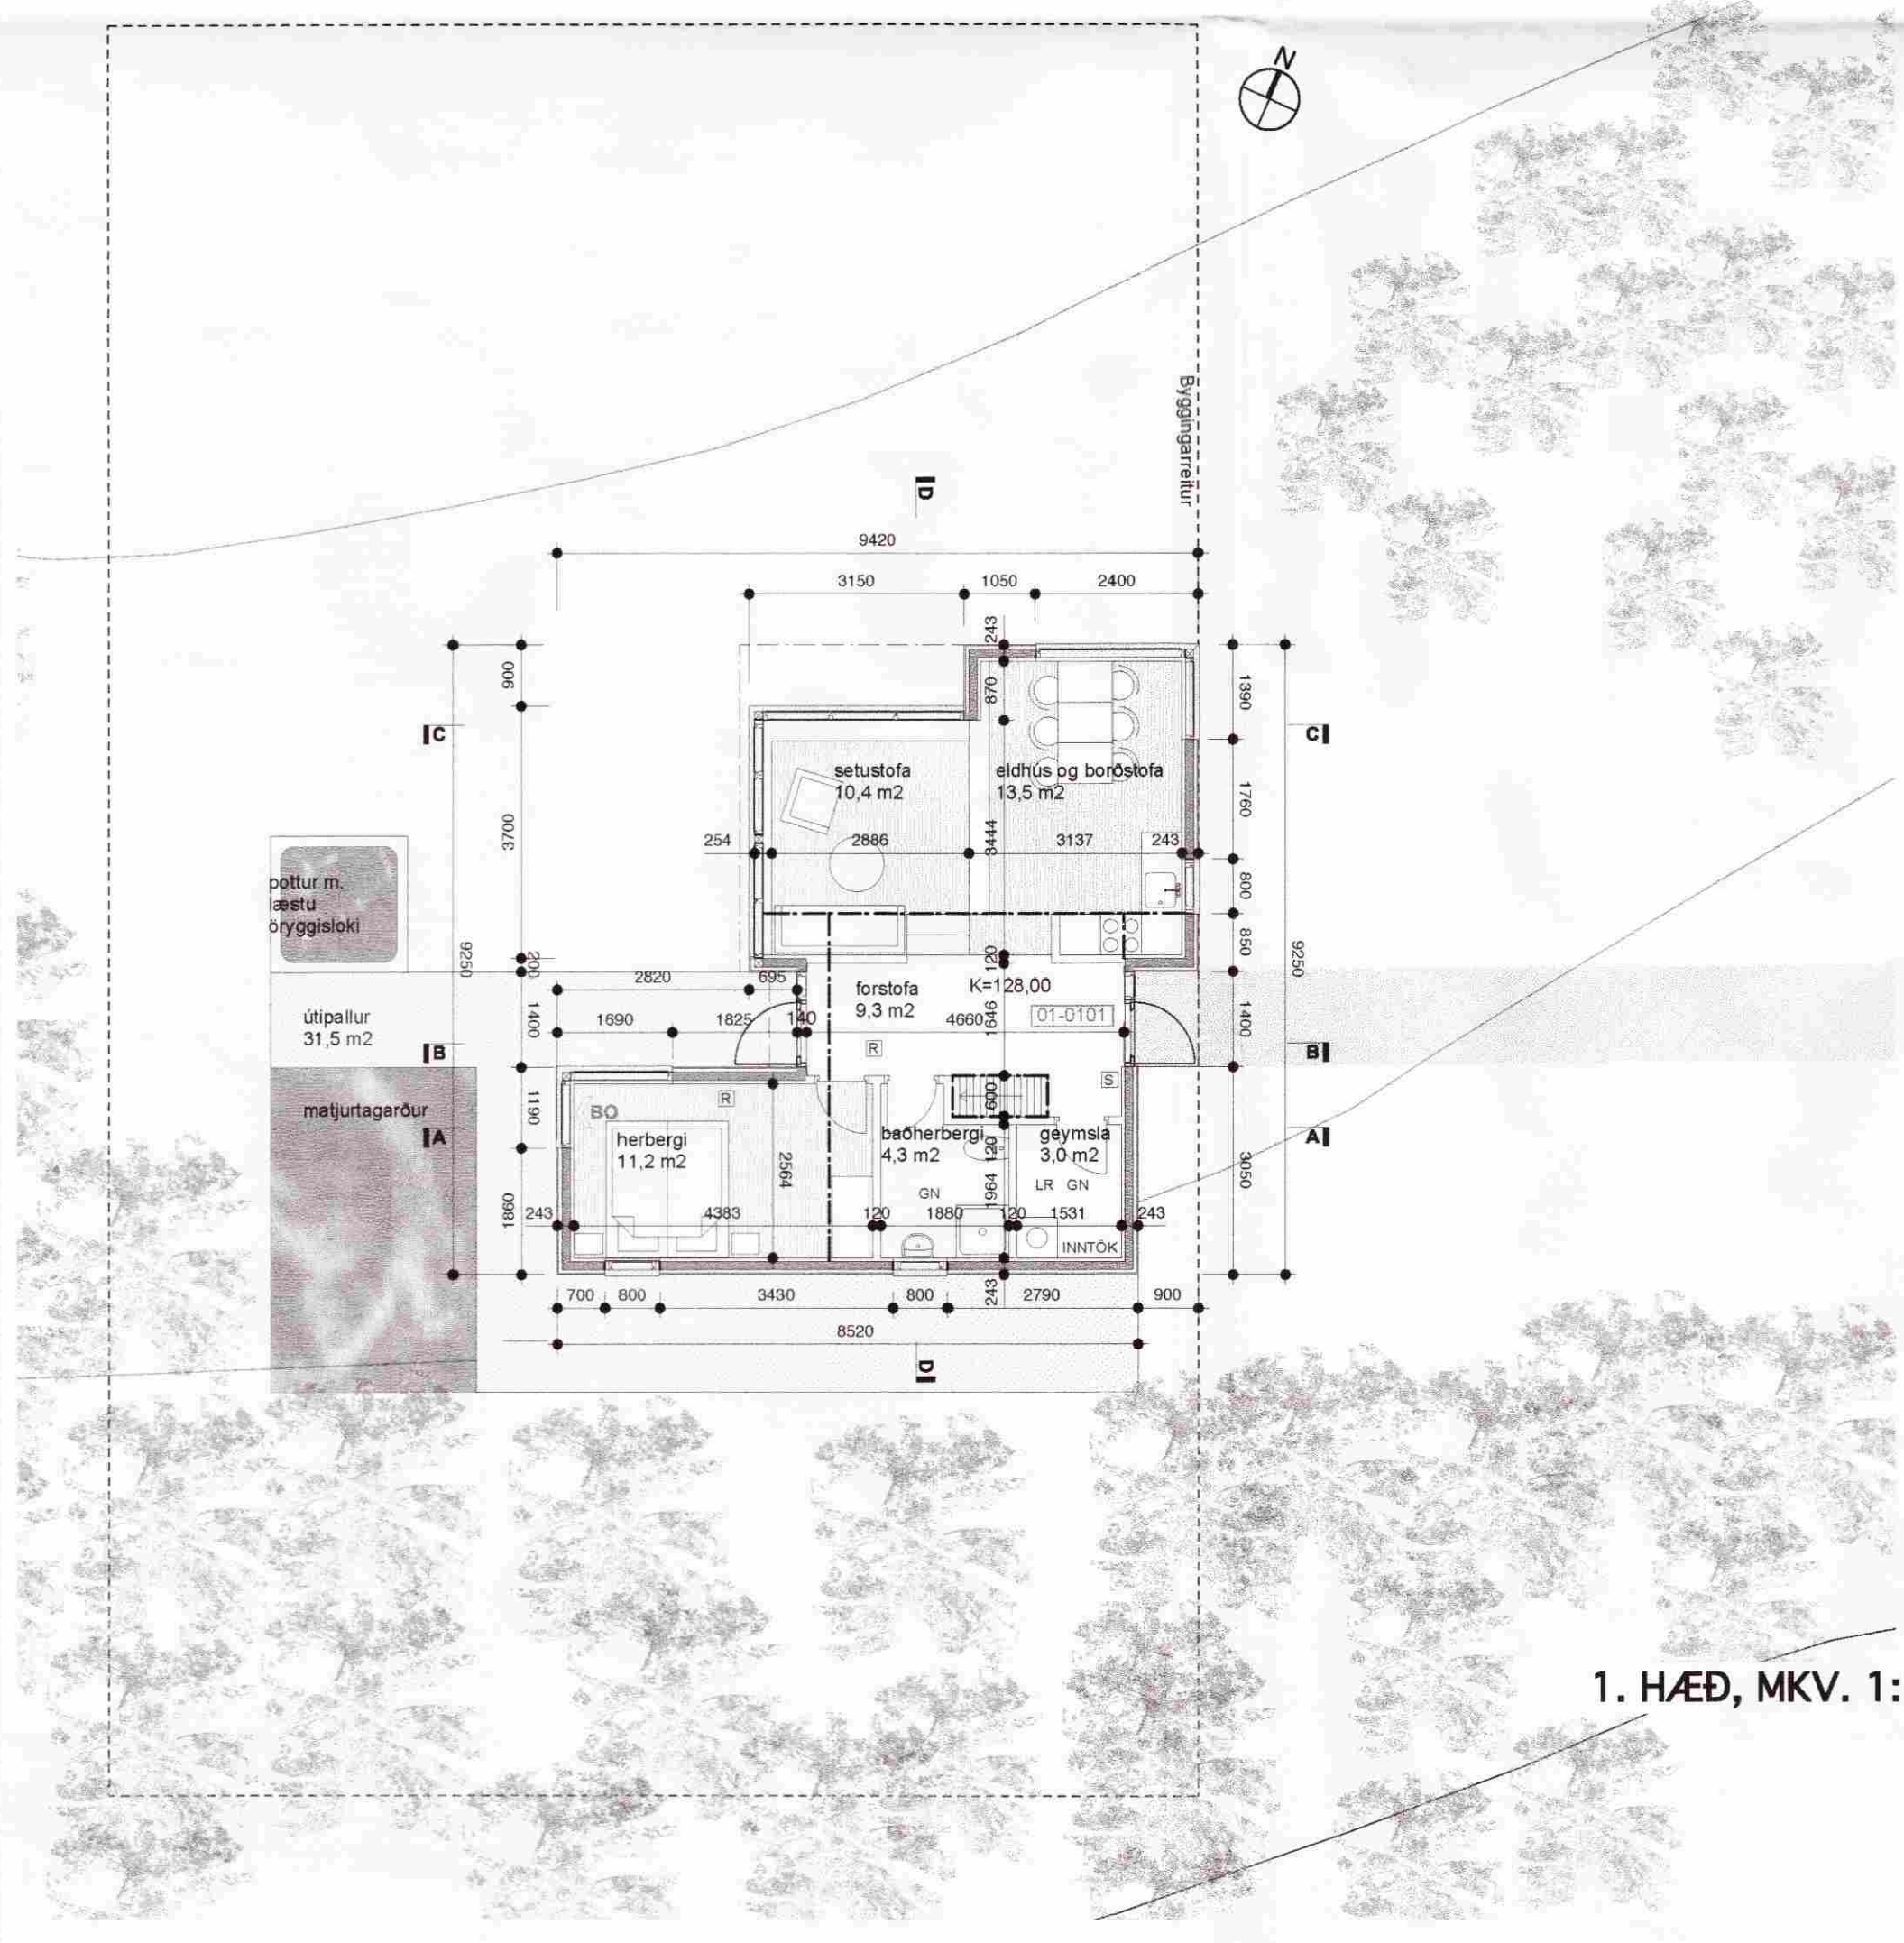 N
Byggingarreitur
D
9420
3150 1050 2400
243
900
870
1390
C
C
setustofa
10,4 m2
eldhús og borðstofa
13,5 m2
3700
1760
254 2886 3444 3137 243
800
pottur m.
læstu
öryggisloki
850
9250
200
120
9250
2820 695
forstofa
9,3 m2
K=128,00
útipallur
31,5 m2
1400
1690 1825 140 4660 1646
01-0101
1400
B
R
B
matjurtagarður
1190
BO
R
600
S
A
herbergi
11,2 m2
2564
baðherbergi
4,3 m2
120
geymsla
3,0 m2
A
3050
GN
1964
LR GN
1860
243 4383 120 1880 120 1531 243
INNTÖK
700 800 3430 800 243 2790 900
8520
D
1. HÆÐ, MKV. 1: